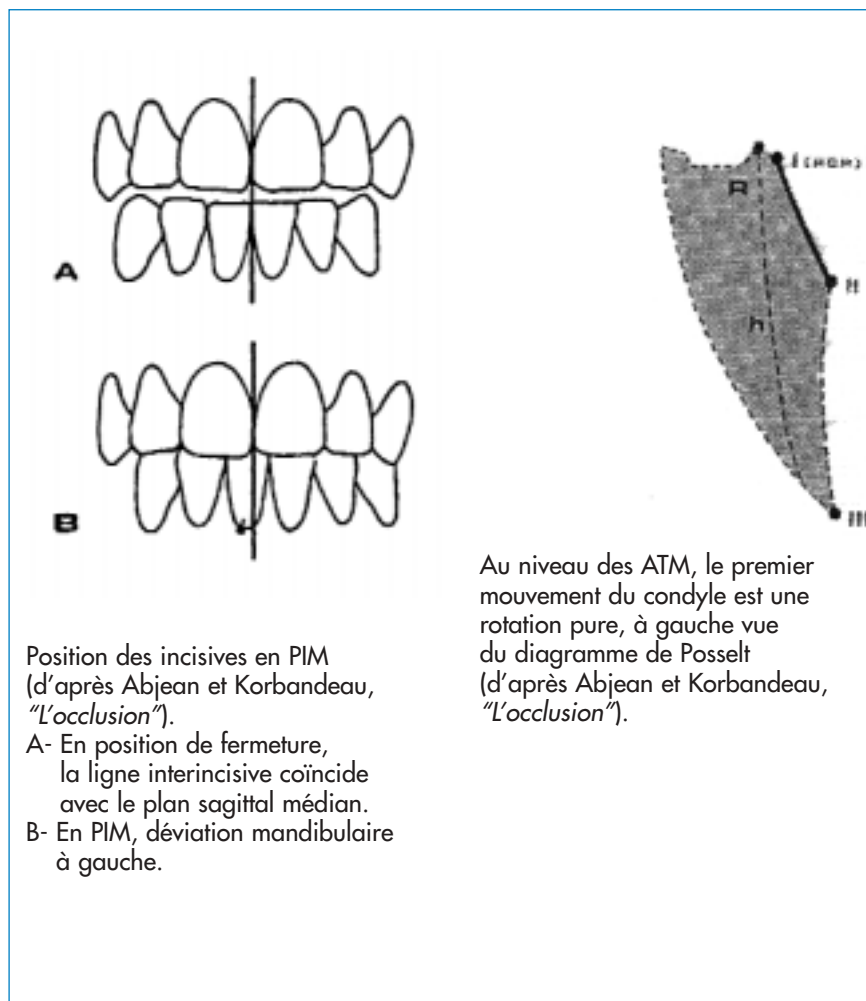 A
B
R
h
II
III
Position des incisives en PIM
(d'après Abjean et Korbandeau,
“L'occlusion”).
A- En position de fermeture,
la ligne interincisive coïncide
avec le plan sagittal médian.
B- En PIM, déviation mandibulaire
à gauche.
Au niveau des ATM, le premier
mouvement du condyle est une
rotation pure, à gauche vue
du diagramme de Posselt
(d'après Abjean et Korbandeau,
“L'occlusion”).